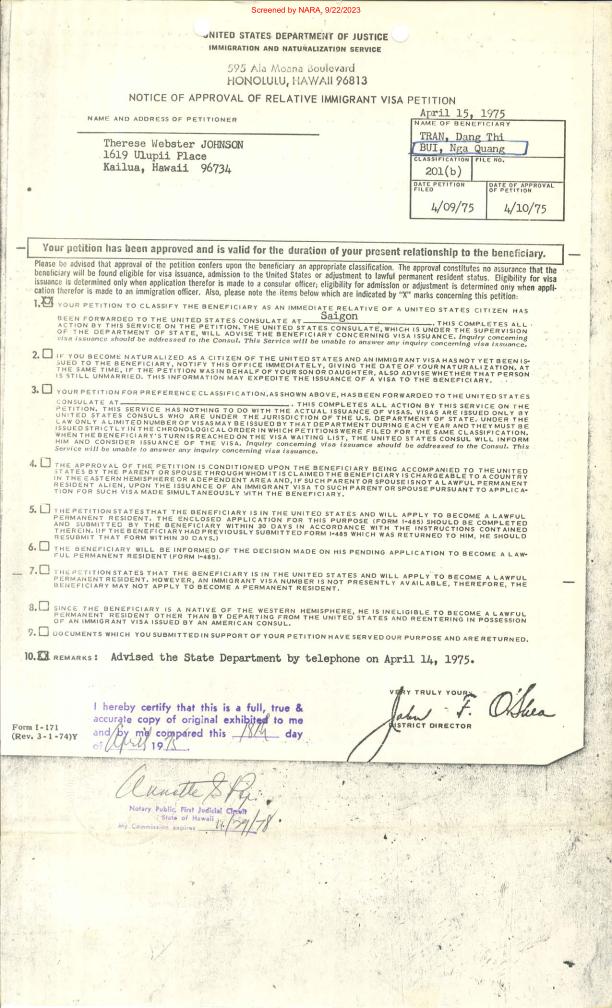 Screened by NARA, 9/22/2023
UNITED STATES DEPARTMENT OF JUSTICE
IMMIGRATION AND NATURALIZATION SERVICE
595 Ala Moana Boulevard
HONOLULU, HAWAII 96813
NOTICE OF APPROVAL OF RELATIVE IMMIGRANT VISA PETITION
April 15, 1975
NAME AND ADDRESS OF PETITIONER
NAME OF BENEFICIARY
TRAN, Dang Thi
BUI, Nga Quang
Therese Webster JOHNSON
1619 Ulupii Place
Kailua, Hawaii 96734
CLASSIFICATION
FILE NO.
201(b)
DATE PETITION FILED
DATE OF APPROVAL OF PETITION
4/09/75
4/10/75
Your petition has been approved and is valid for the duration of your present relationship to the beneficiary.
Please be advised that approval of the petition confers upon the beneficiary an appropriate classification. The approval constitutes no assurance that the
beneficiary will be found eligible for visa issuance, admission to the United States or adjustment to lawful permanent resident status. Eligibility for visa
issuance is determined only when application therefor is made to a consular officer; eligibility for admission or adjustment is determined only when appli-
cation therefor is made to an immigration officer. Also, please note the items below which are indicated by "X" marks concerning this petition:
1. X YOUR PETITION TO CLASSIFY THE BENEFICIARY AS AN IMMEDIATE RELATIVE OF A UNITED STATES CITIZEN HAS
BEEN FORWARDED TO THE UNITED STATES CONSULATE AT Saigon. THIS COMPLETES ALL
ACTION BY THIS SERVICE ON THE PETITION. THE UNITED STATES CONSULATE, WHICH IS UNDER THE SUPERVISION
OF THE DEPARTMENT OF STATE, WILL ADVISE THE BENEFICIARY CONCERNING VISA ISSUANCE. Inquiry concerning
visa issuance should be addressed to the Consul. This Service will be unable to answer any inquiry concerning visa issuance.
2. IF YOU BECOME NATURALIZED AS A CITIZEN OF THE UNITED STATES AND AN IMMIGRANT VISA HAS NOT YET BEEN IS-
SUED TO THE BENEFICIARY, NOTIFY THIS OFFICE IMMEDIATELY, GIVING THE DATE OF YOUR NATURALIZATION. AT
THE SAME TIME, IF THE PETITION WAS IN BEHALF OF YOUR SON OR DAUGHTER, ALSO ADVISE WHETHER THAT PERSON
IS STILL UNMARRIED. THIS INFORMATION MAY EXPEDITE THE ISSUANCE OF A VISA TO THE BENEFICIARY.
3. YOUR PETITION FOR PREFERENCE CLASSIFICATION, AS SHOWN ABOVE, HAS BEEN FORWARDED TO THE UNITED STATES
CONSULATE AT . THIS COMPLETES ALL ACTION BY THIS SERVICE ON THE
PETITION. THIS SERVICE HAS NOTHING TO DO WITH THE ACTUAL ISSUANCE OF VISAS. VISAS ARE ISSUED ONLY BY
UNITED STATES CONSULS WHO ARE UNDER THE JURISDICTION OF THE U.S. DEPARTMENT OF STATE. UNDER THE
LAW ONLY A LIMITED NUMBER OF VISAS MAY BE ISSUED BY THAT DEPARTMENT DURING EACH YEAR AND THEY MUST BE
ISSUED STRICTLY IN THE CHRONOLOGICAL ORDER IN WHICH PETITIONS WERE FILED FOR THE SAME CLASSIFICATION.
WHEN THE BENEFICIARY'S TURN IS REACHED ON THE VISA WAITING LIST, THE UNITED STATES CONSUL WILL INFORM
HIM AND CONSIDER ISSUANCE OF THE VISA. Inquiry concerning visa issuance should be addressed to the Consul. This
Service will be unable to answer any inquiry concerning visa issuance.
4. THE APPROVAL OF THE PETITION IS CONDITIONED UPON THE BENEFICIARY BEING ACCOMPANIED TO THE UNITED
STATES BY THE PARENT OR SPOUSE THROUGH WHOM IT IS CLAIMED THE BENEFICIARY IS CHARGEABLE TO A COUNTRY
IN THE EASTERN HEMISPHERE OR A DEPENDENT AREA AND, IF SUCH PARENT OR SPOUSE IS NOT A LAWFUL PERMANENT
RESIDENT ALIEN, UPON THE ISSUANCE OF AN IMMIGRANT VISA TO SUCH PARENT OR SPOUSE PURSUANT TO APPLICA-
TION FOR SUCH VISA MADE SIMULTANEOUSLY WITH THE BENEFICIARY.
5. THE PETITION STATES THAT THE BENEFICIARY IS IN THE UNITED STATES AND WILL APPLY TO BECOME A LAWFUL
PERMANENT RESIDENT. THE ENCLOSED APPLICATION FOR THIS PURPOSE (FORM I-485) SHOULD BE COMPLETED
AND SUBMITTED BY THE BENEFICIARY WITHIN 30 DAYS IN ACCORDANCE WITH THE INSTRUCTIONS CONTAINED
THEREIN. (IF THE BENEFICIARY HAD PREVIOUSLY SUBMITTED FORM I-485 WHICH WAS RETURNED TO HIM, HE SHOULD
RESUBMIT THAT FORM WITHIN 30 DAYS.)
6. THE BENEFICIARY WILL BE INFORMED OF THE DECISION MADE ON HIS PENDING APPLICATION TO BECOME A LAW-
FUL PERMANENT RESIDENT (FORM I-485).
7. THE PETITION STATES THAT THE BENEFICIARY IS IN THE UNITED STATES AND WILL APPLY TO BECOME A LAWFUL
PERMANENT RESIDENT. HOWEVER, AN IMMIGRANT VISA NUMBER IS NOT PRESENTLY AVAILABLE, THEREFORE, THE
BENEFICIARY MAY NOT APPLY TO BECOME A PERMANENT RESIDENT.
8. SINCE THE BENEFICIARY IS A NATIVE OF THE WESTERN HEMISPHERE, HE IS INELIGIBLE TO BECOME A LAWFUL
PERMANENT RESIDENT OTHER THAN BY DEPARTING FROM THE UNITED STATES AND REENTERING IN POSSESSION
OF AN IMMIGRANT VISA ISSUED BY AN AMERICAN CONSUL.
9. DOCUMENTS WHICH YOU SUBMITTED IN SUPPORT OF YOUR PETITION HAVE SERVED OUR PURPOSE AND ARE RETURNED.
10. X REMARKS: Advised the State Department by telephone on April 14, 1975.
VERY TRULY YOURS,
John F. O'Shea
DISTRICT DIRECTOR
I hereby certify that this is a full, true &
accurate copy of original exhibited to me
and by me compared this 18th day
of April 1975
Form I-171
(Rev. 3-1-74)Y
Notary Public, First Judicial Circuit
State of Hawaii
My Commission expires